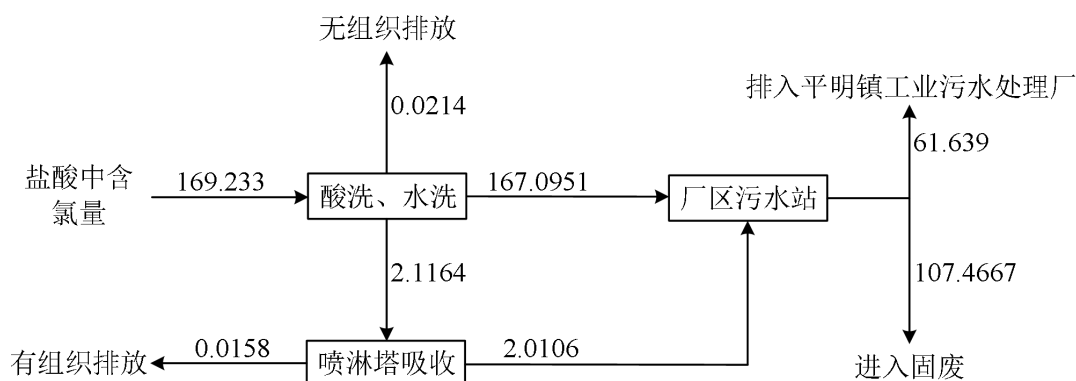 无组织排放
排入平明镇工业污水处理厂
0.0214
61.639
盐酸中含
氯量
169.233
酸洗、水洗
167.0951
厂区污水站
2.1164
107.4667
有组织排放
0.0158
喷淋塔吸收
2.0106
进入固废